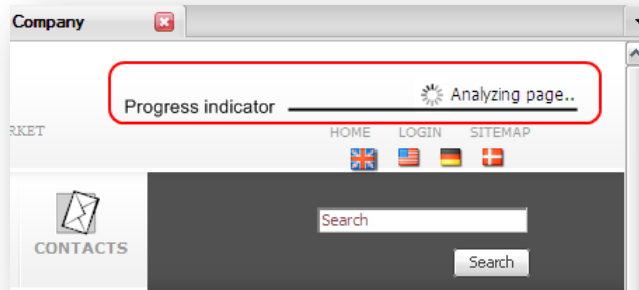 Company
Analyzing page..
Progress indicator
RKET
HOME LOGIN SITEMAP
Search
CONTACTS
Search